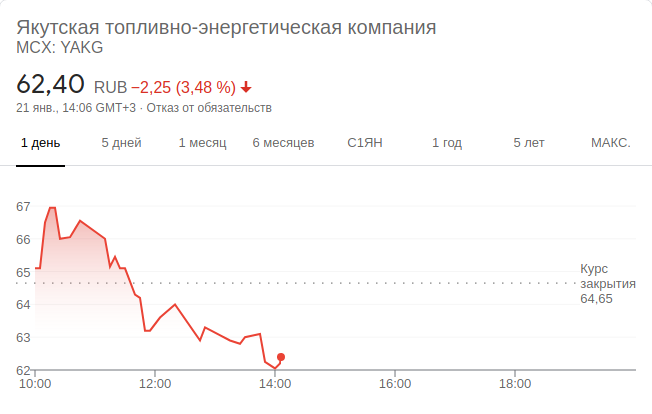 Якутская топливно-энергетическая компания
MCX: YAKG
62,40 RUB −2,25 (3,48 %)
21 янв., 14:06 GMT+3 · Отказ от обязательств
1 день 5 дней 1 месяц 6 месяцев С1ЯН 1 год 5 лет МАКС.
67
66
65
64
63
62
Курс
закрытия
64,65
10:00 12:00 14:00 16:00 18:00